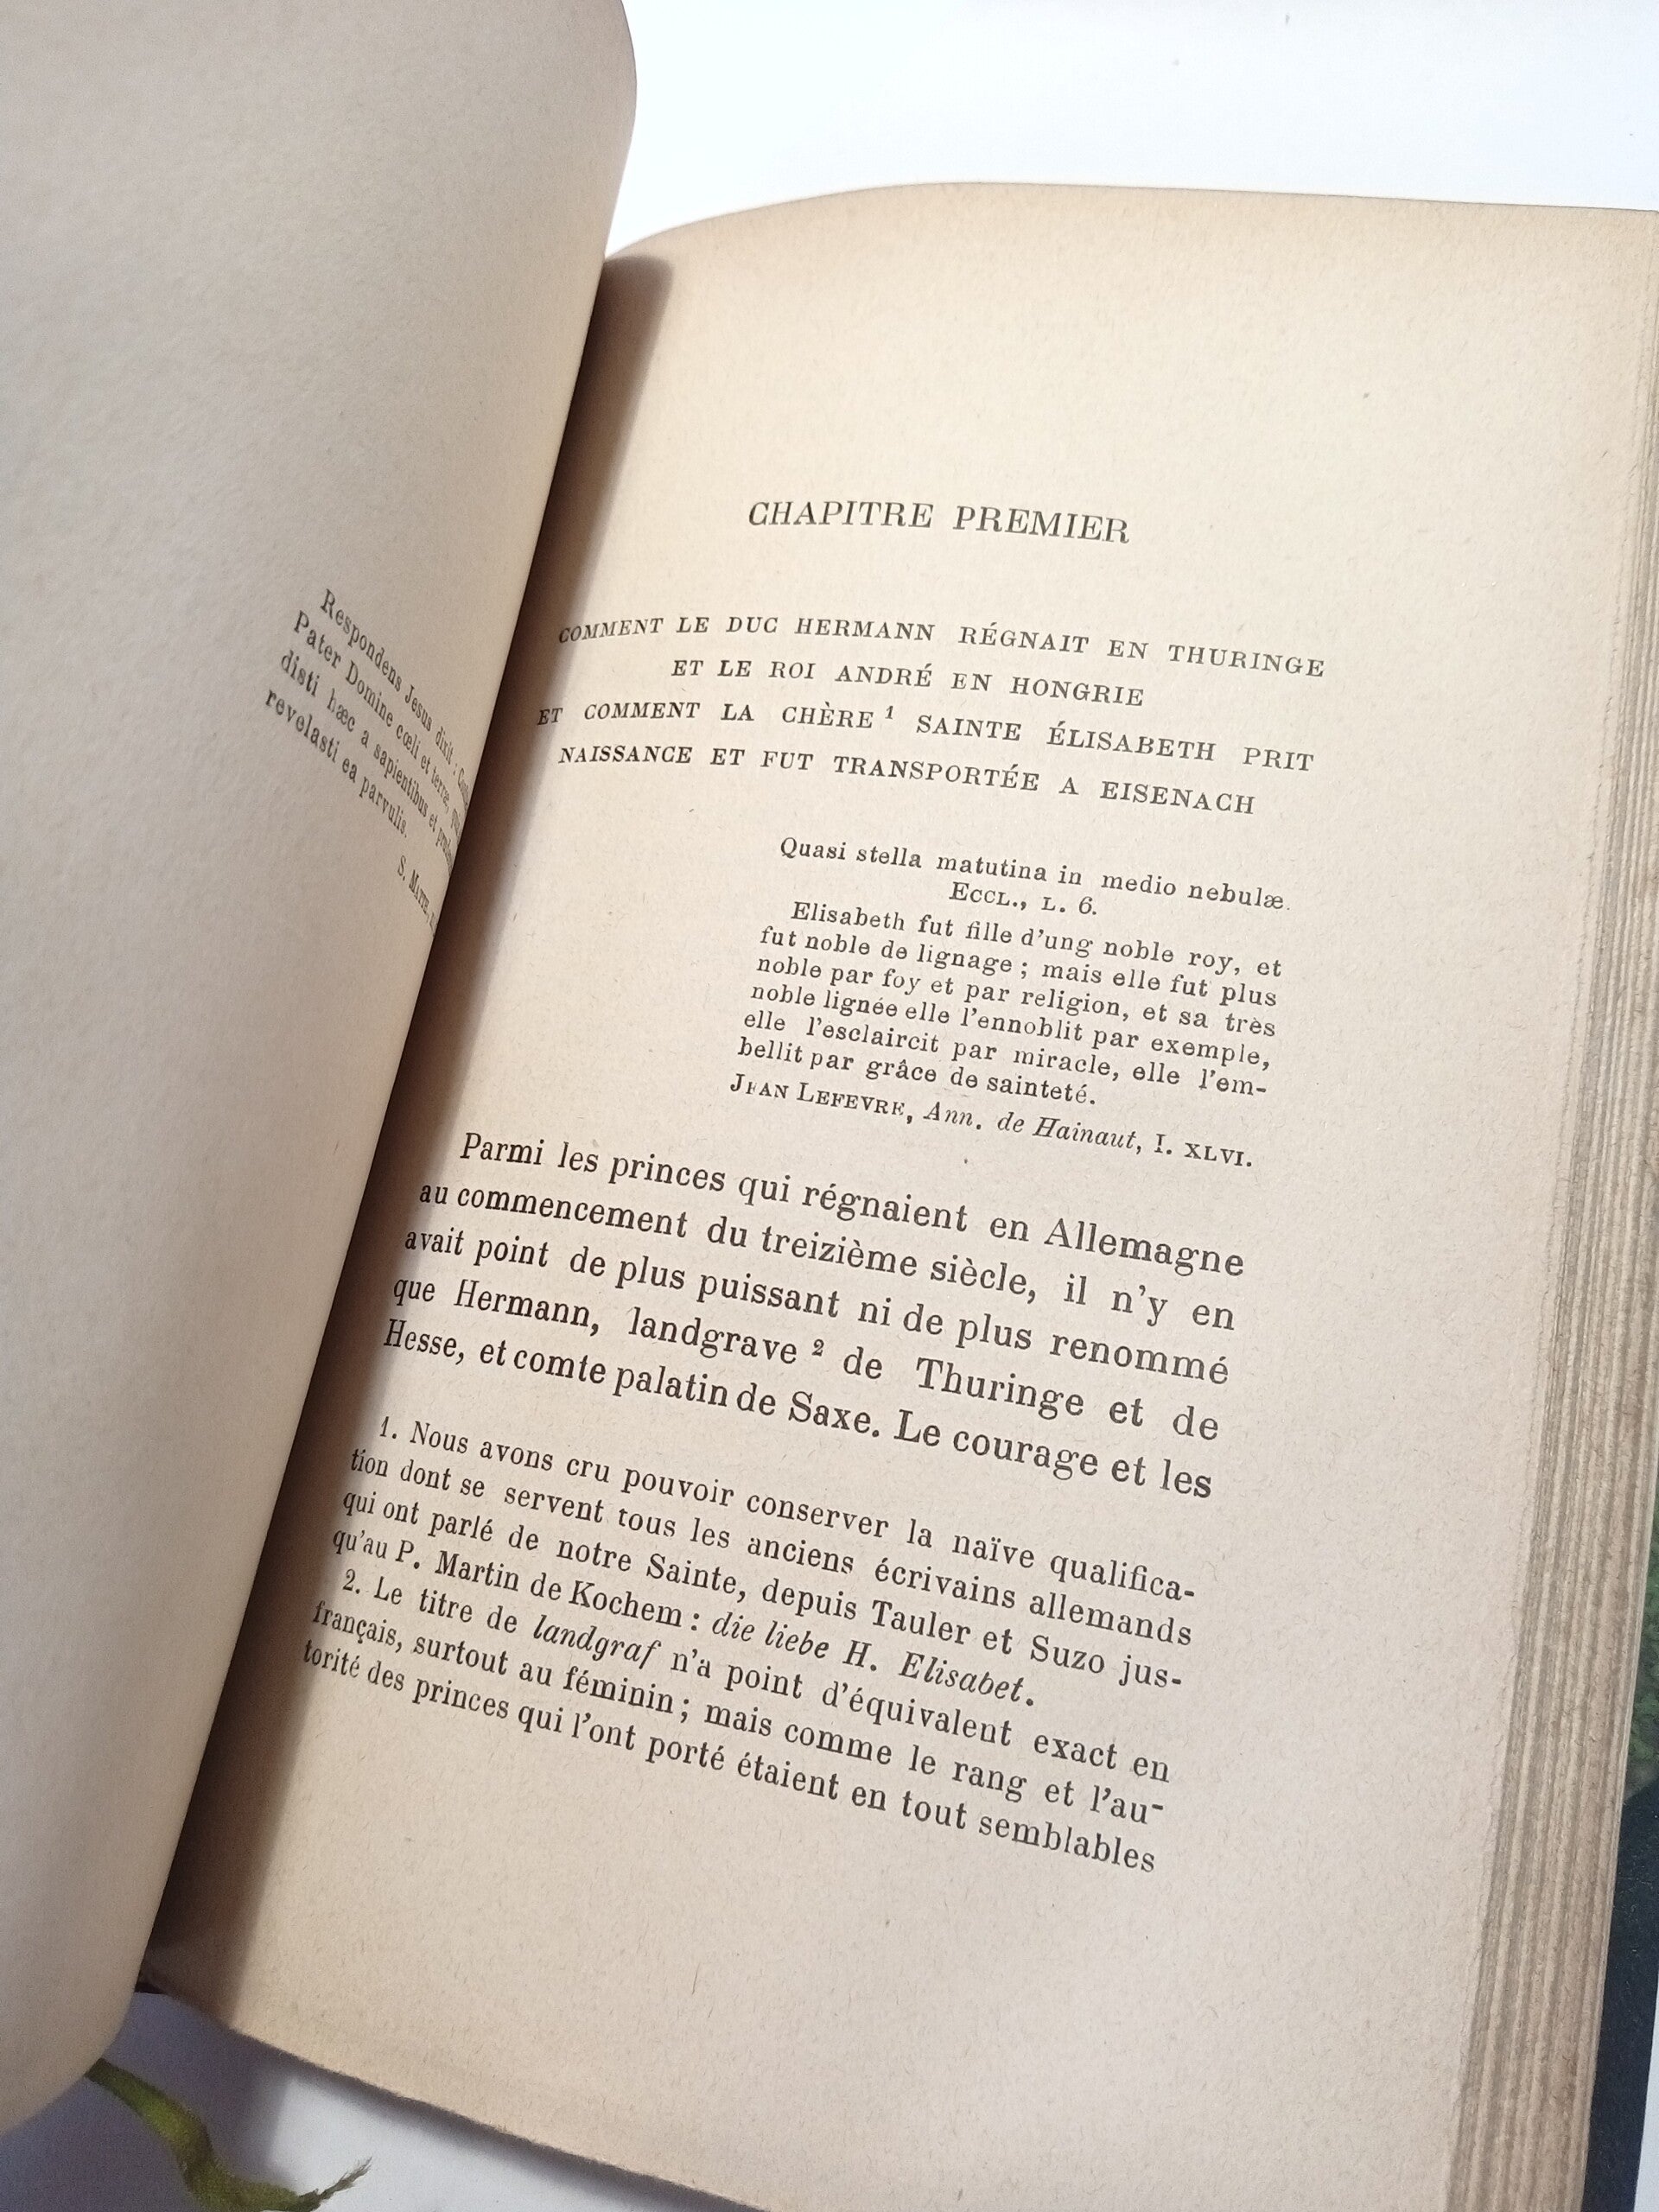 Respondens Jesus dixit :
Pater Domine cœli et terræ,
disti hæc a sapientibus et
revelasti ea parvulis.
S. MATTH.,
CHAPITRE PREMIER
COMMENT LE DUC HERMANN RÉGNAIT EN THURINGE
ET LE ROI ANDRÉ EN HONGRIE
ET COMMENT LA CHÈRE ¹ SAINTE ÉLISABETH PRIT
NAISSANCE ET FUT TRANSPORTÉE A EISENACH
Quasi stella matutina in medio nebulæ.
ECCL., L. 6.
Elisabeth fut fille d'ung noble roy, et
fut noble de lignage ; mais elle fut plus
noble par foy et par religion, et sa très
noble lignée elle l'ennoblit par exemple,
elle l'esclaircit par miracle, elle l'em-
bellit par grâce de sainteté.
JEAN LEFEVRE, Ann. de Hainaut, I. XLVI.
Parmi les princes qui régnaient en Allemagne
au commencement du treizième siècle, il n'y en
avait point de plus puissant ni de plus renommé
que Hermann, landgrave ² de Thuringe et de
Hesse, et comte palatin de Saxe. Le courage et les
1. Nous avons cru pouvoir conserver la naïve qualifica-
tion dont se servent tous les anciens écrivains allemands
qui ont parlé de notre Sainte, depuis Tauler et Suzo jus-
qu'au P. Martin de Kochem : die liebe H. Elisabet.
2. Le titre de landgraf n'a point d'équivalent exact en
français, surtout au féminin ; mais comme le rang et l'au-
torité des princes qui l'ont porté étaient en tout semblables